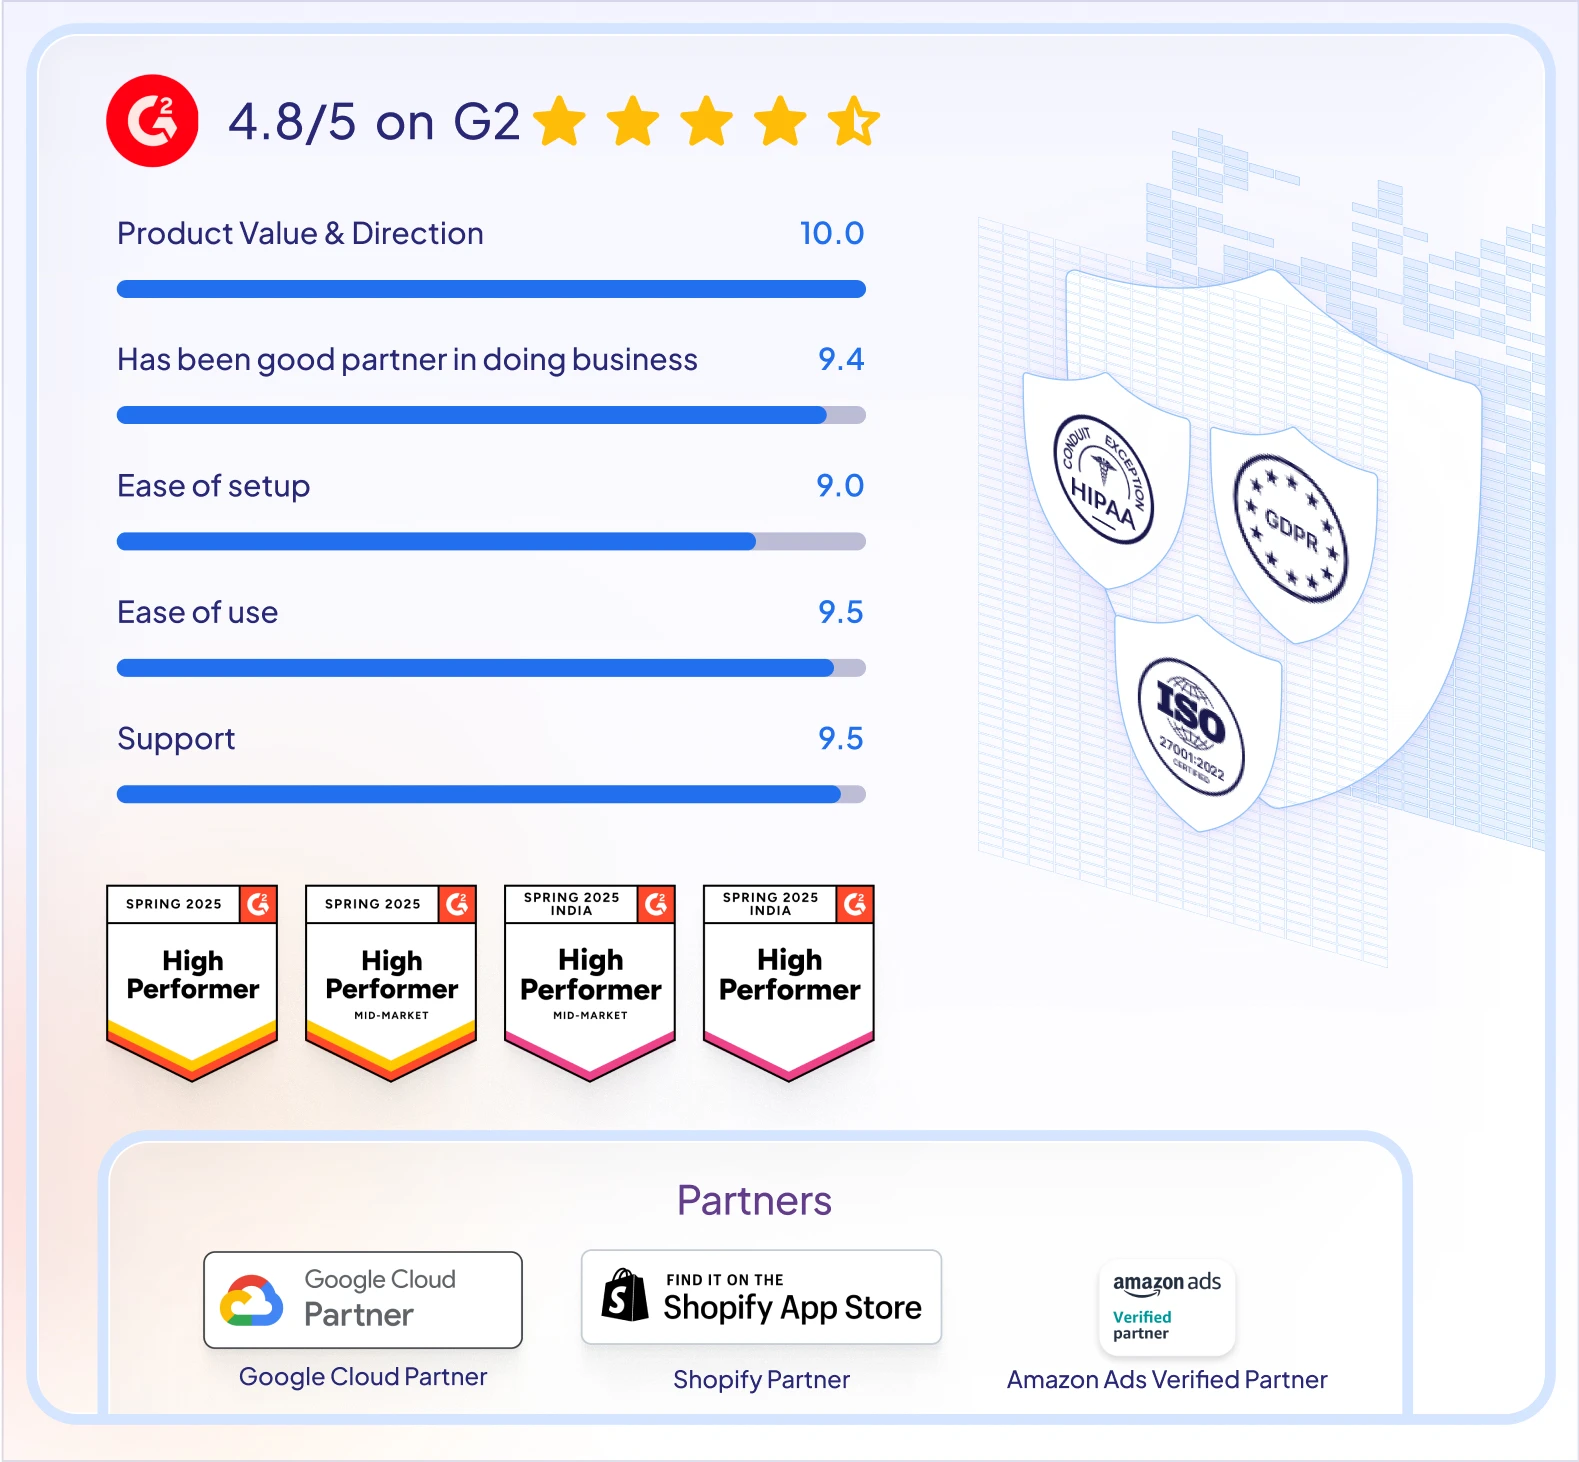 4.8/5 on G2
Product Value & Direction 10.0
Has been good partner in doing business 9.4
Ease of setup 9.0
Ease of use 9.5
Support 9.5
CONDUIT EXCEPTION
HIPAA
GDPR
ISO
27001:2022
CERTIFIED
SPRING 2025
G2
High
Performer
SPRING 2025
G2
High
Performer
MID-MARKET
SPRING 2025
INDIA
G2
High
Performer
MID-MARKET
SPRING 2025
INDIA
G2
High
Performer
Partners
Google Cloud
Partner
Google Cloud Partner
FIND IT ON THE
Shopify App Store
Shopify Partner
amazon ads
Verified
partner
Amazon Ads Verified Partner